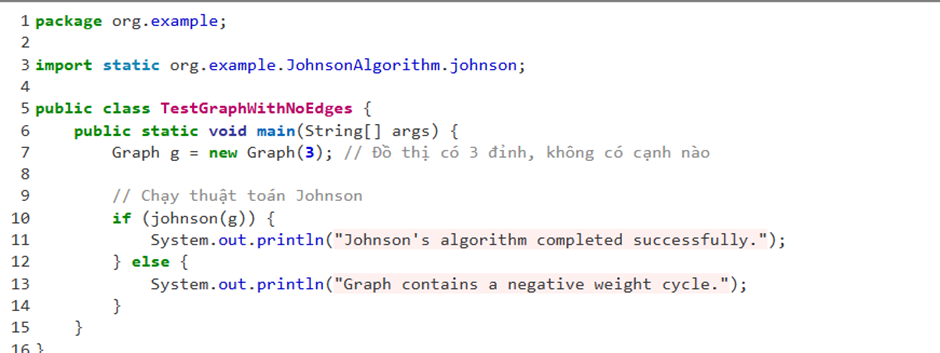 1 package org.example;
2
3 import static org.example.JohnsonAlgorithm.johnson;
4
5 public class TestGraphWithNoEdges {
6     public static void main(String[] args) {
7         Graph g = new Graph(3); // Đồ thị có 3 đỉnh, không có cạnh nào
8
9         // Chạy thuật toán Johnson
10         if (johnson(g)) {
11             System.out.println("Johnson's algorithm completed successfully.");
12         } else {
13             System.out.println("Graph contains a negative weight cycle.");
14         }
15     }
16 }